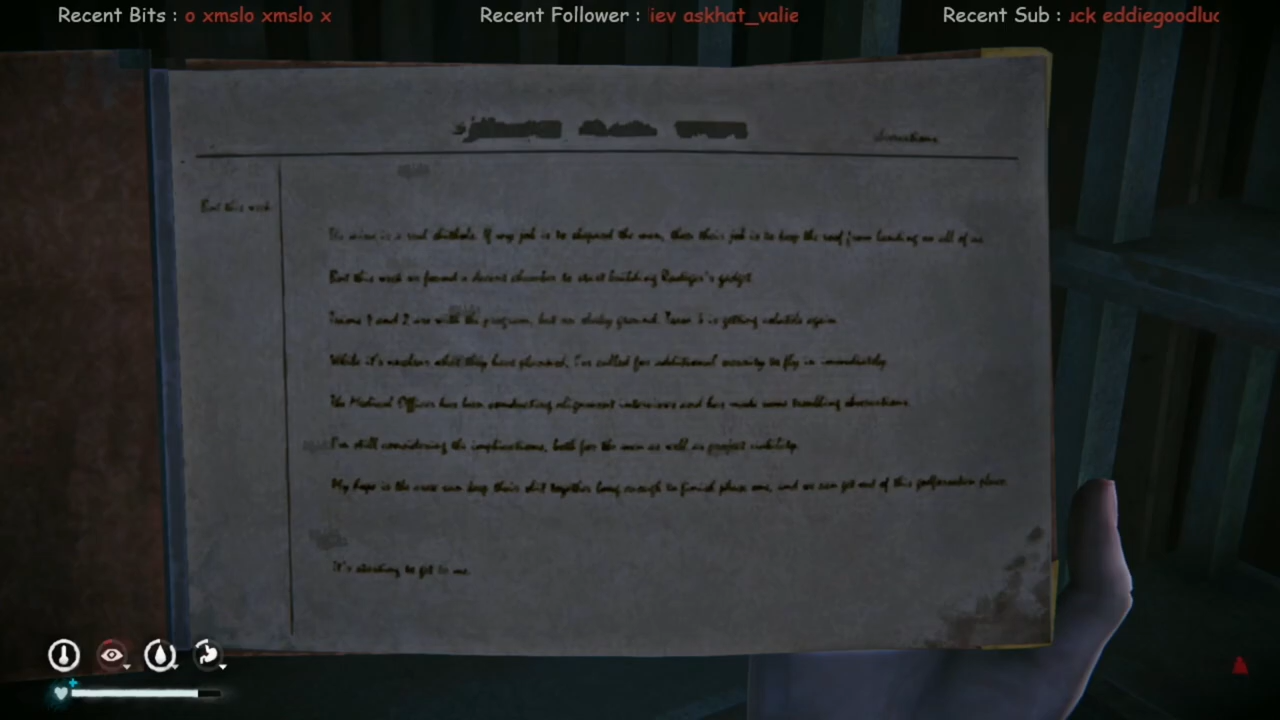 Recent Bits : o xmslo xmslo x
Recent Follower : iev askhat_valie
Recent Sub : uck eddiegoodluc
But this week
mine is a real shithole. If my job is to shepard the men, then their job is to keep the roof from landing on all of us
But this week we found a decent chamber to start building Rudiger's gadget
Teams 1 and 2 are with the program, but on shaky ground. Team 3 is getting volatile again
While it's unclear what they have planned, I've called for additional security to fly in immediately.
The Medical Officer has been conducting alignment interviews and has made some troubling observations
I'm still considering the implications, both for the men as well as project viability.
My hope is the crew can keep their shit together long enough to finish phase one, and we can get out of this godforsaken place.
It's starting to get to me.